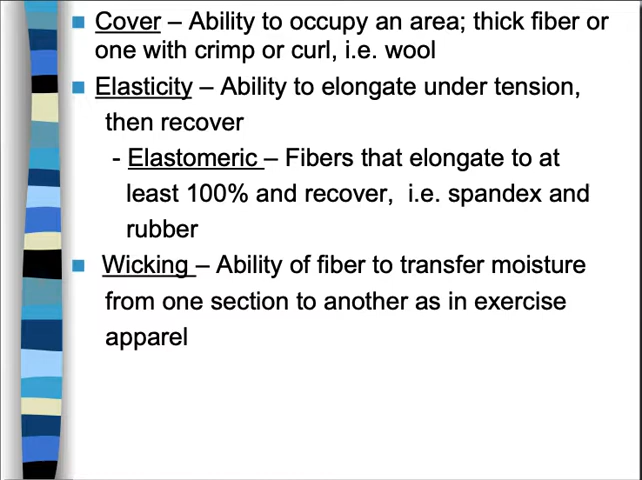 Cover – Ability to occupy an area; thick fiber or
one with crimp or curl, i.e. wool
Elasticity – Ability to elongate under tension,
then recover
- Elastomeric – Fibers that elongate to at
least 100% and recover, i.e. spandex and
rubber
Wicking – Ability of fiber to transfer moisture
from one section to another as in exercise
apparel